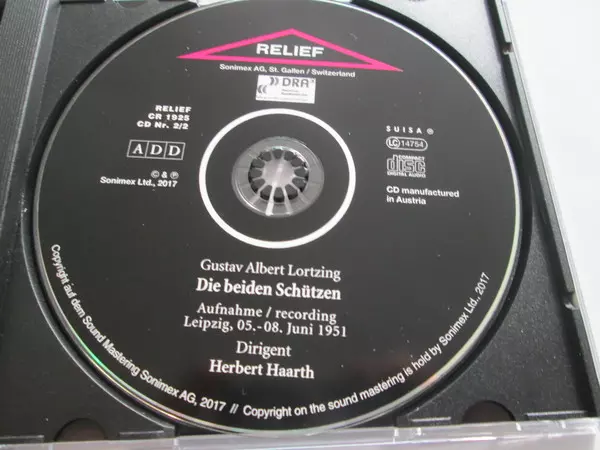 RELIEF
Sonimex AG, St. Gallen / Switzerland
DRA
RELIEF
CR 1925
CD Nr. 2/2
SUISA ®
LC 14754
ADD
COMPACT
disc
DIGITAL AUDIO
© & ℗
Sonimex Ltd., 2017
CD manufactured
in Austria
Gustav Albert Lortzing
Die beiden Schützen
Aufnahme / recording
Leipzig, 05.-08. Juni 1951
Dirigent
Herbert Haarth
Copyright auf dem Sound Mastering Sonimex AG, 2017 // Copyright on the sound mastering is hold by Sonimex Ltd., 2017